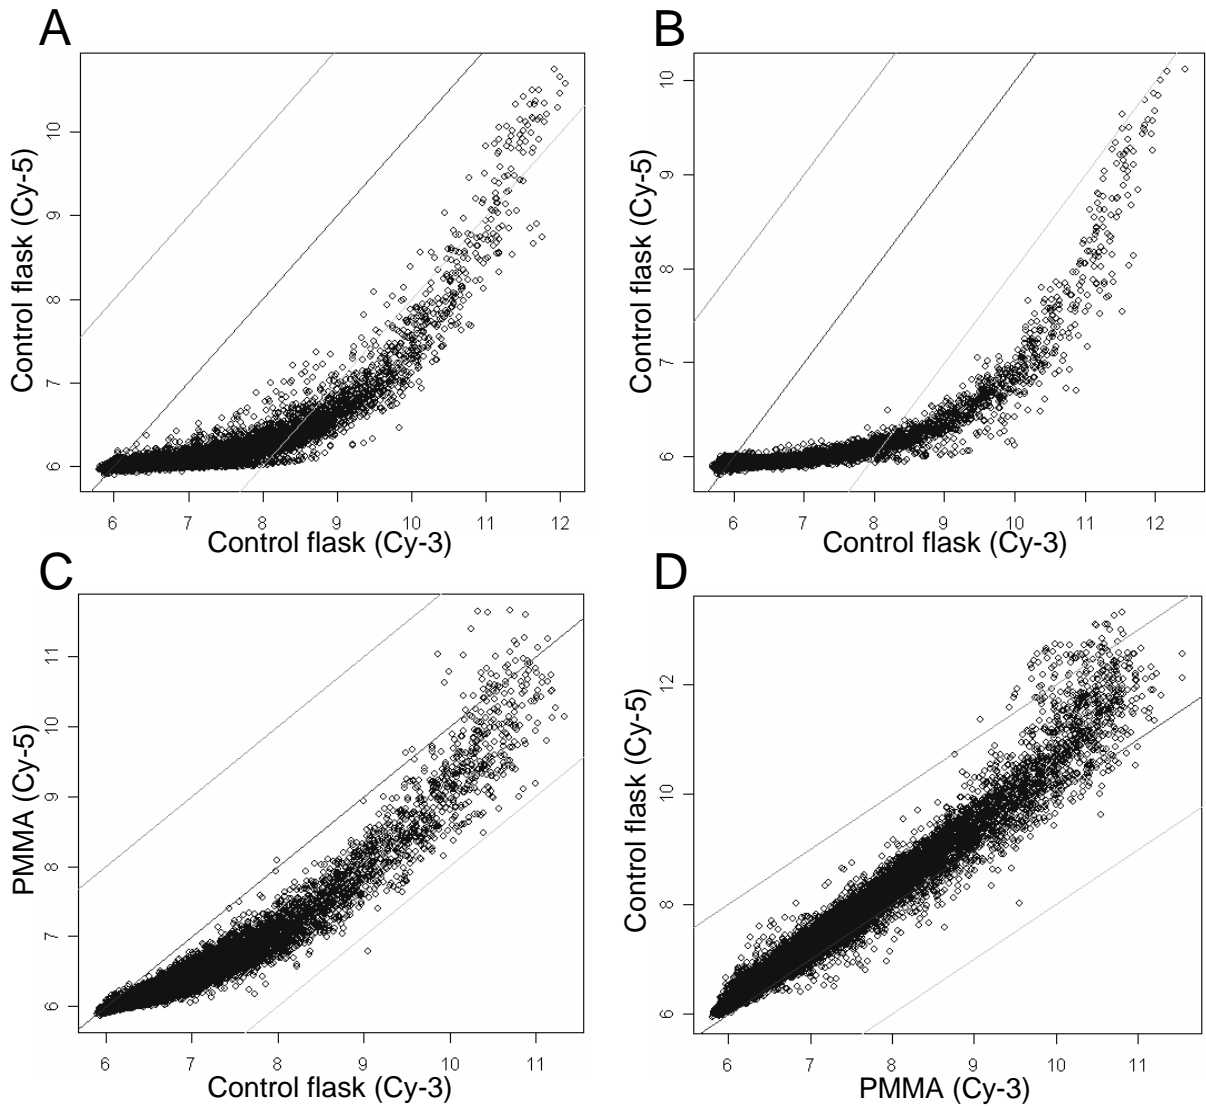 A
B
Control flask (Cy-5)
10
9
8
7
6
6 7 8 9 10 11 12
Control flask (Cy-3)
Control flask (Cy-5)
10
9
8
7
6
6 7 8 9 10 11 12
Control flask (Cy-3)
C
D
PMMA (Cy-5)
11
10
9
8
7
6
6 7 8 9 10 11
Control flask (Cy-3)
Control flask (Cy-5)
12
10
8
6
6 7 8 9 10 11
PMMA (Cy-3)